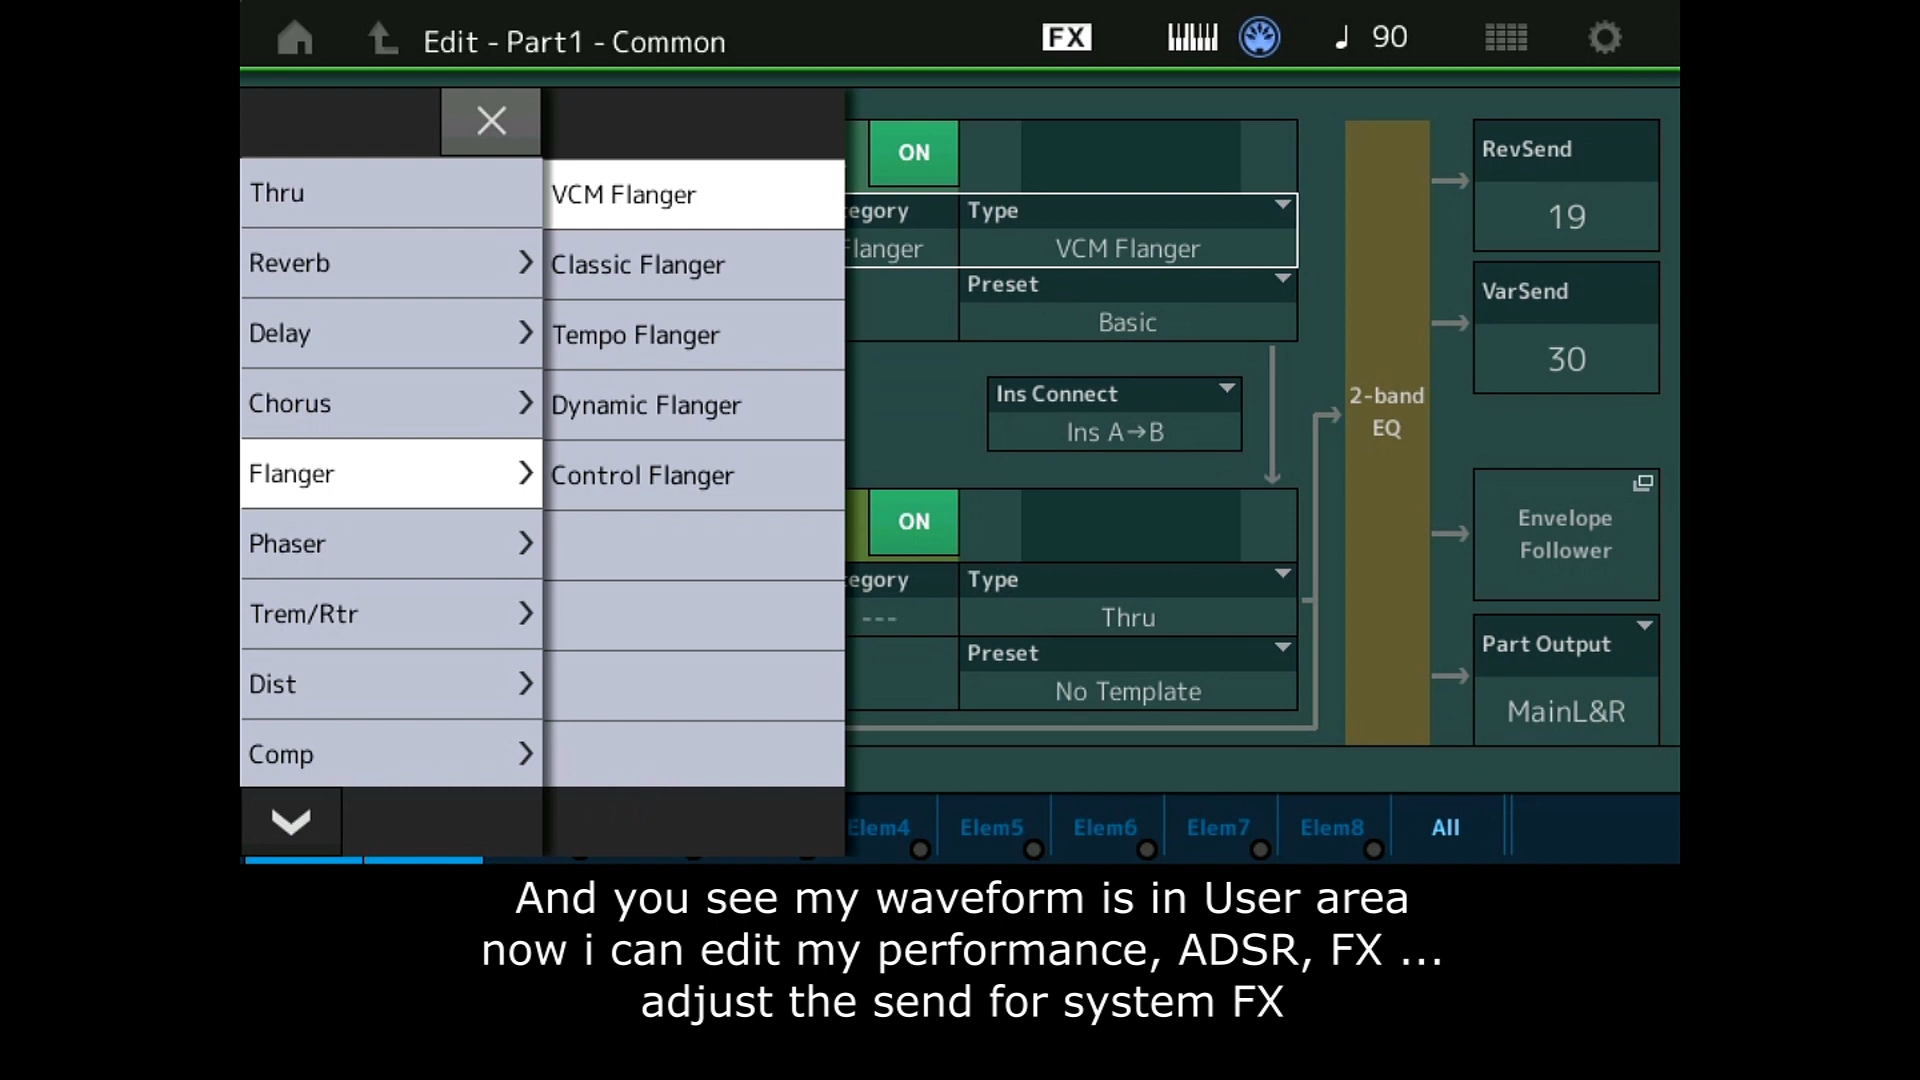 Edit - Part1 - Common
FX
90
Thru
Reverb
Delay
Chorus
Flanger
Phaser
Trem/Rtr
Dist
Comp
VCM Flanger
Classic Flanger
Tempo Flanger
Dynamic Flanger
Control Flanger
ON
egory
Type
Flanger
VCM Flanger
Preset
Basic
Ins Connect
Ins A→B
ON
egory
Type
---
Thru
Preset
No Template
2-band
EQ
RevSend
19
VarSend
30
Envelope
Follower
Part Output
MainL&R
Elem4
Elem5
Elem6
Elem7
Elem8
All
And you see my waveform is in User area
now i can edit my performance, ADSR, FX ...
adjust the send for system FX